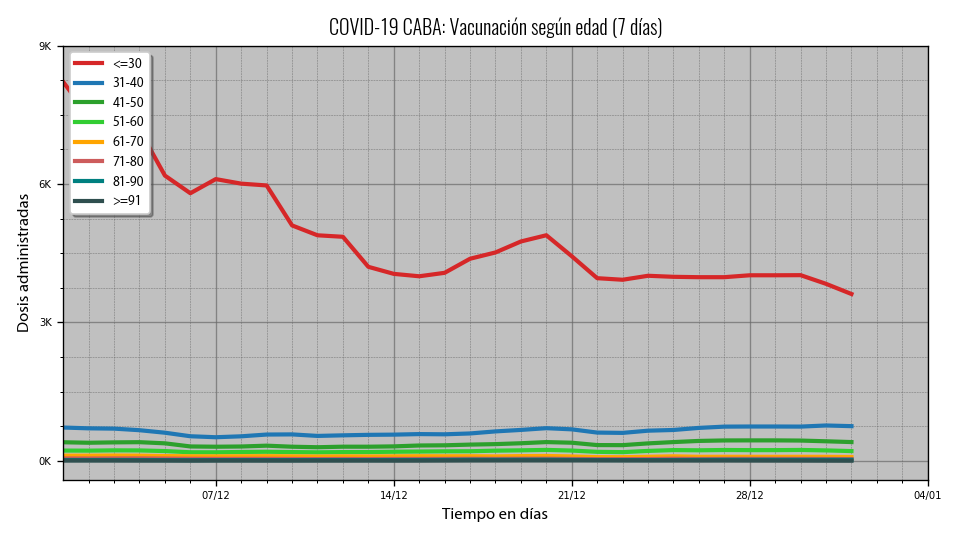 COVID-19 CABA: Vacunación según edad (7 días)
9K
6K
3K
0K
Dosis administradas
<=30
31-40
41-50
51-60
61-70
71-80
81-90
>=91
07/12
14/12
21/12
28/12
04/01
Tiempo en días